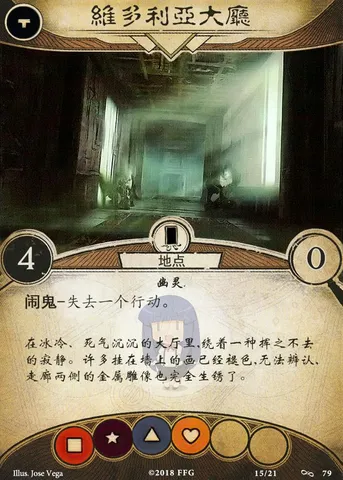 維多利亞大廳
4
地点
0
幽灵.
闹鬼-失去一个行动。
在冰冷、死气沉沉的大厅里,绕着一种挥之不去
的寂静。许多挂在墙上的画已经褪色,无法辨认、
走廊两側的金属雕像也完全生锈了。
Illus. Jose Vega
©2018 FFG
15/21
79